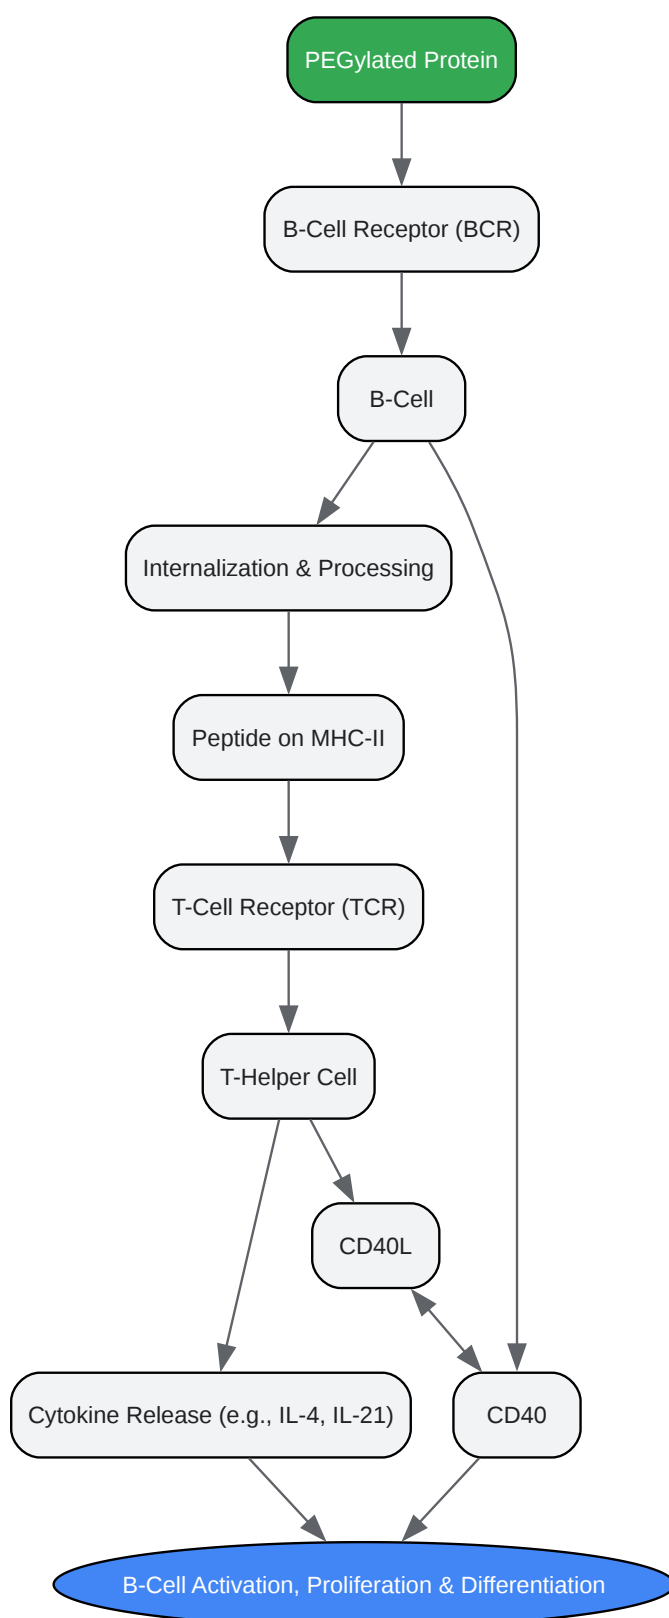 PEGylated Protein
B-Cell Receptor (BCR)
B-Cell
Internalization & Processing
Peptide on MHC-II
T-Cell Receptor (TCR)
T-Helper Cell
CD40L
Cytokine Release (e.g., IL-4, IL-21)
CD40
B-Cell Activation, Proliferation & Differentiation